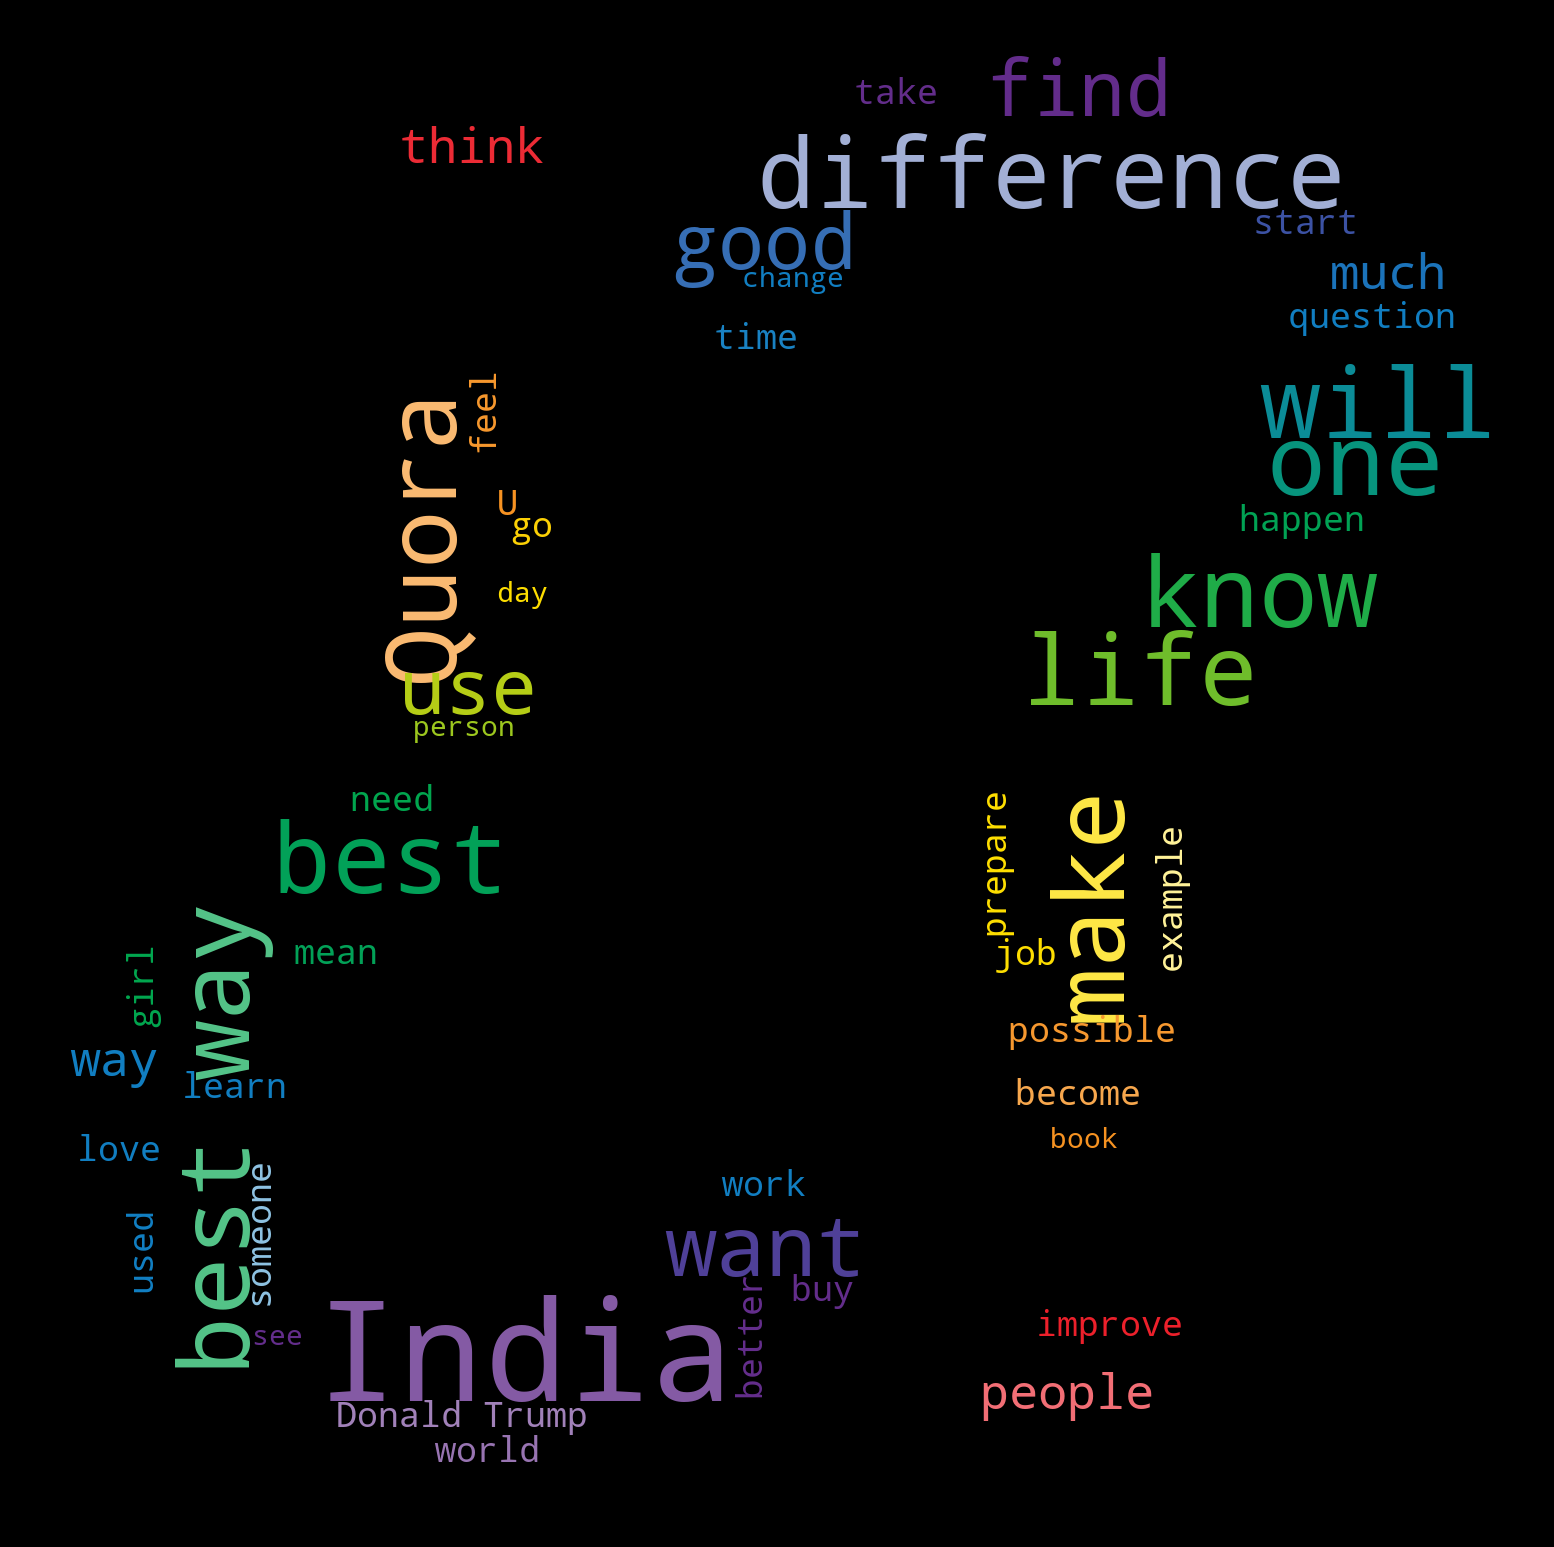 find
take
think
difference
start
good
change
much
question
time
will
feel
Quora
one
U
go
happen
day
know
life
use
person
need
best
prepare
make
example
way
mean
girl
job
possible
way
learn
become
book
love
best
someone
work
used
want
buy
better
see
India
improve
people
Donald Trump
world